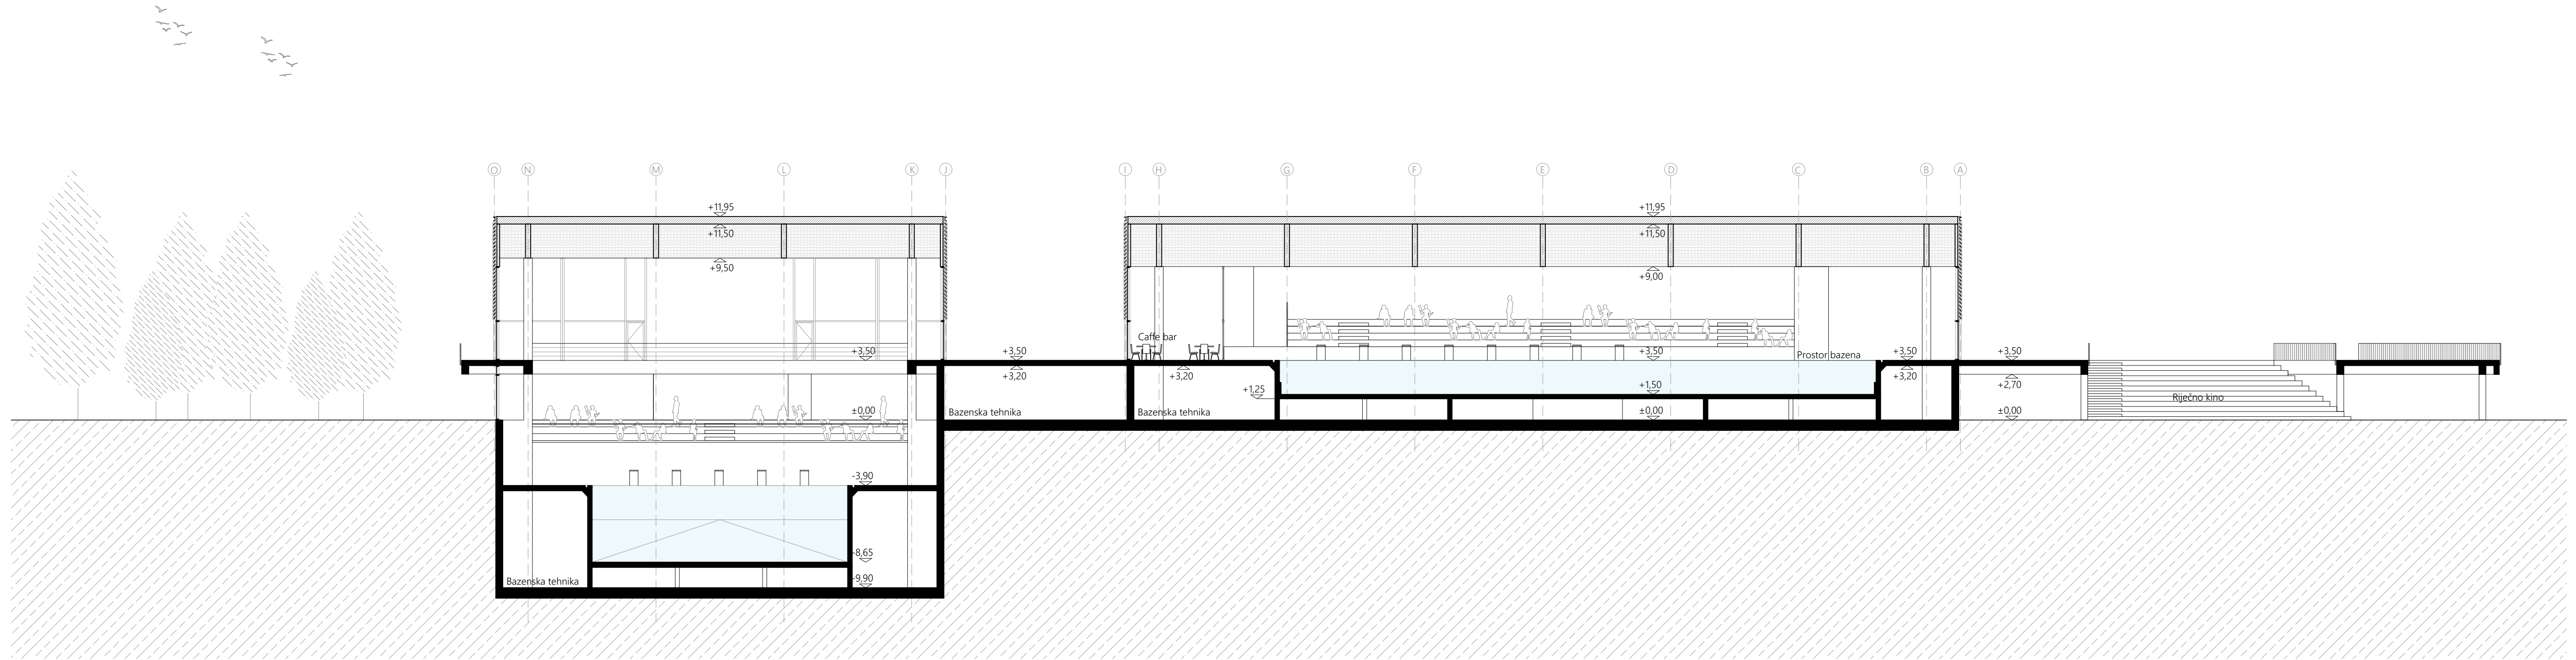 O N M L K J I H G F E D C B A
+11,95 +11,95
+11,50 +11,50
+9,50 +9,00
Caffe bar
+3,50 +3,50 +3,50 Prostor bazena +3,50 +3,50
+3,20 +3,20 +3,20 +2,70
+1,25 +1,50
Riječno kino
±0,00 Bazenska tehnika Bazenska tehnika ±0,00 ±0,00
-3,90
-8,65
Bazenska tehnika -9,90